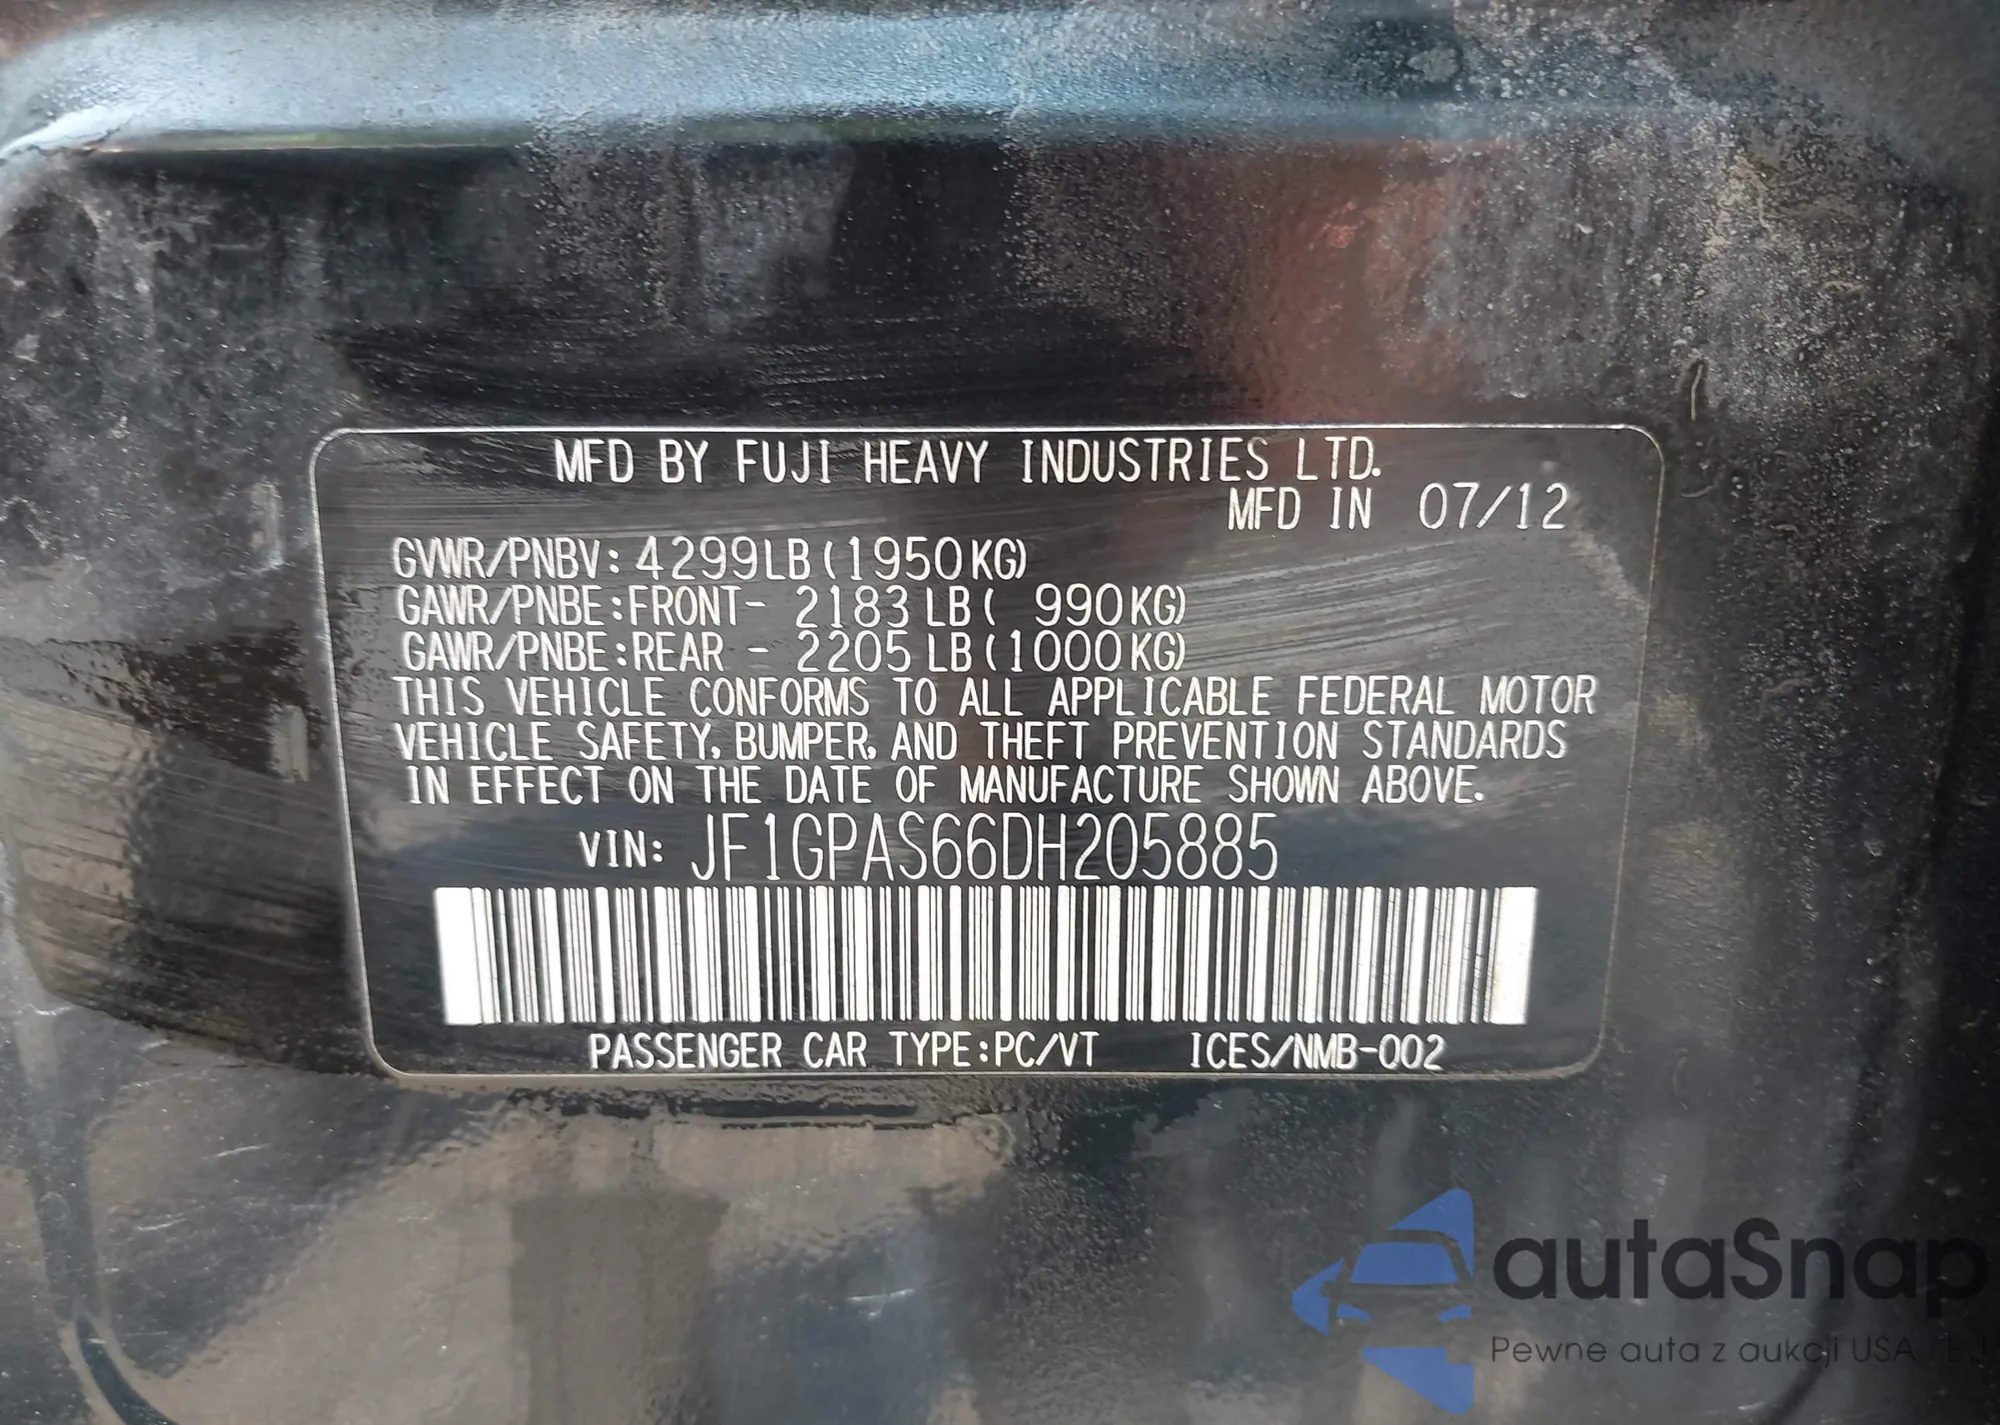 MFD BY FUJI HEAVY INDUSTRIES LTD.
MFD IN 07/12
GVWR/PNBV: 4299LB (1950KG)
GAWR/PNBE:FRONT- 2183 LB ( 990KG)
GAWR/PNBE:REAR - 2205 LB (1000KG)
THIS VEHICLE CONFORMS TO ALL APPLICABLE FEDERAL MOTOR
VEHICLE SAFETY, BUMPER, AND THEFT PREVENTION STANDARDS
IN EFFECT ON THE DATE OF MANUFACTURE SHOWN ABOVE.
VIN: JF1GPAS66DH205885
PASSENGER CAR TYPE:PC/VT ICES/NMB-002
autaSnap
Pewne auta z aukcji USA